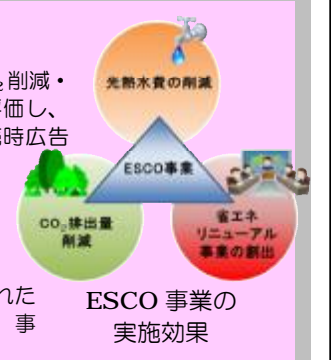 削減・
評価し、
時広告
光熱水費の削減
ESCO事業
CO₂排出量
削減
省エネ
リニューアル
事業の創出
れた
事
ESCO 事業の
実施効果